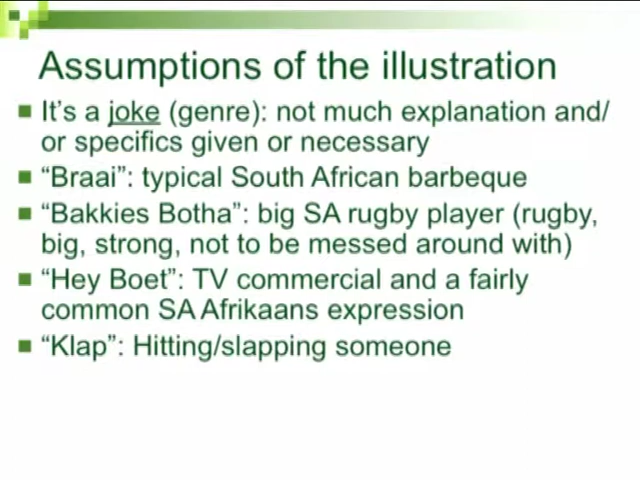 Assumptions of the illustration
It's a joke (genre): not much explanation and/
or specifics given or necessary
“Braai”: typical South African barbeque
“Bakkies Botha”: big SA rugby player (rugby,
big, strong, not to be messed around with)
“Hey Boet”: TV commercial and a fairly
common SA Afrikaans expression
“Klap”: Hitting/slapping someone